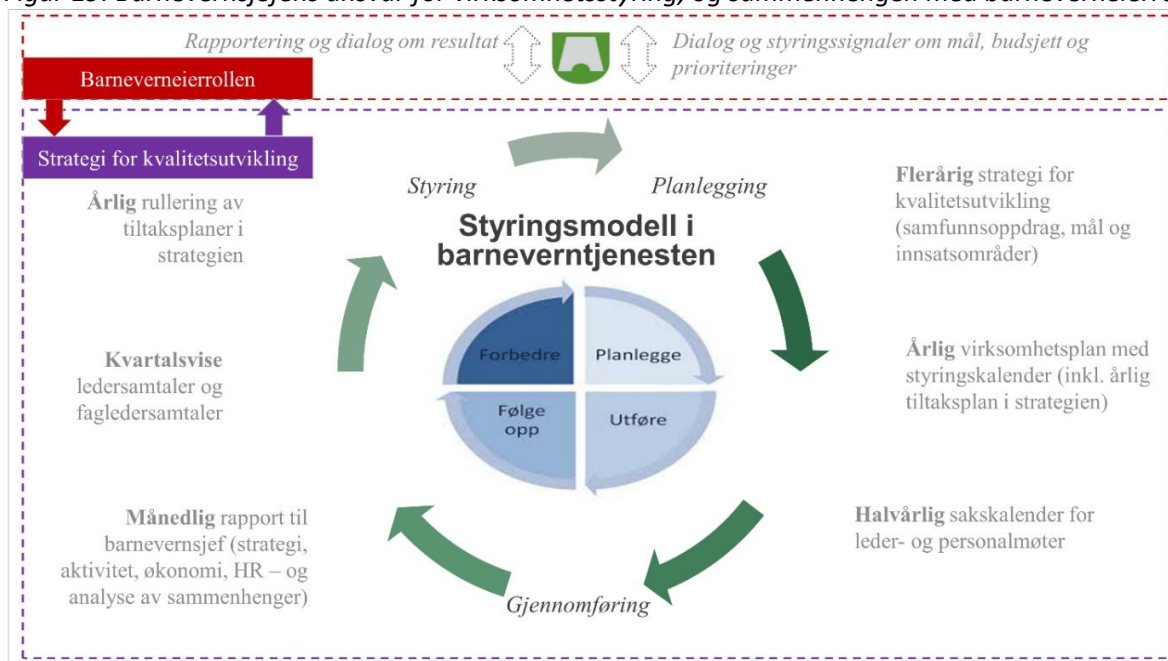 Rapportering og dialog om resultat
Dialog og styringssignaler om mål, budsjett og
prioriteringer
Barneverneierrollen
Strategi for kvalitetsutvikling
Årlig rullering av
tiltaksplaner i
strategien
Styring
Planlegging
Flerårig strategi for
kvalitetsutvikling
(samfunnsoppdrag, mål og
innsatsområder)
Styringsmodell i
barneverntjenesten
Forbedre
Planlegge
Følge
opp
Utføre
Kvartalsvise
ledersamtaler og
fagledersamtaler
Årlig virksomhetsplan med
styringskalender (inkl. årlig
tiltaksplan i strategien)
Månedlig rapport til
barnevernsjef (strategi,
aktivitet, økonomi, HR – og
analyse av sammenhenger)
Halvårlig sakskalender for
leder- og personalmøter
Gjennomføring